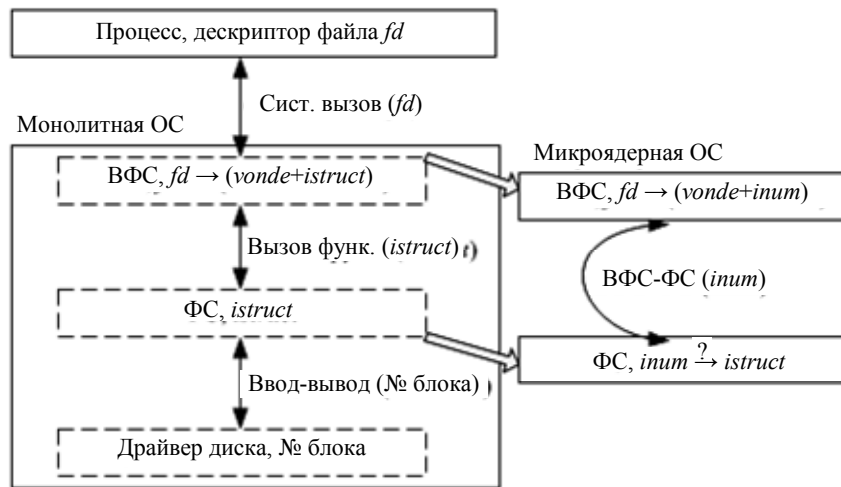 Процесс, дескриптор файла fd
Сист. вызов (fd)
Монолитная ОС
Микроядерная ОС
ВФС, fd → (vonde+istruct)
ВФС, fd → (vonde+inum)
Вызов функ. (istruct) t)
ВФС-ФС (inum)
ФС, istruct
?
ФС, inum → istruct
Ввод-вывод (№ блока) )
Драйвер диска, № блока